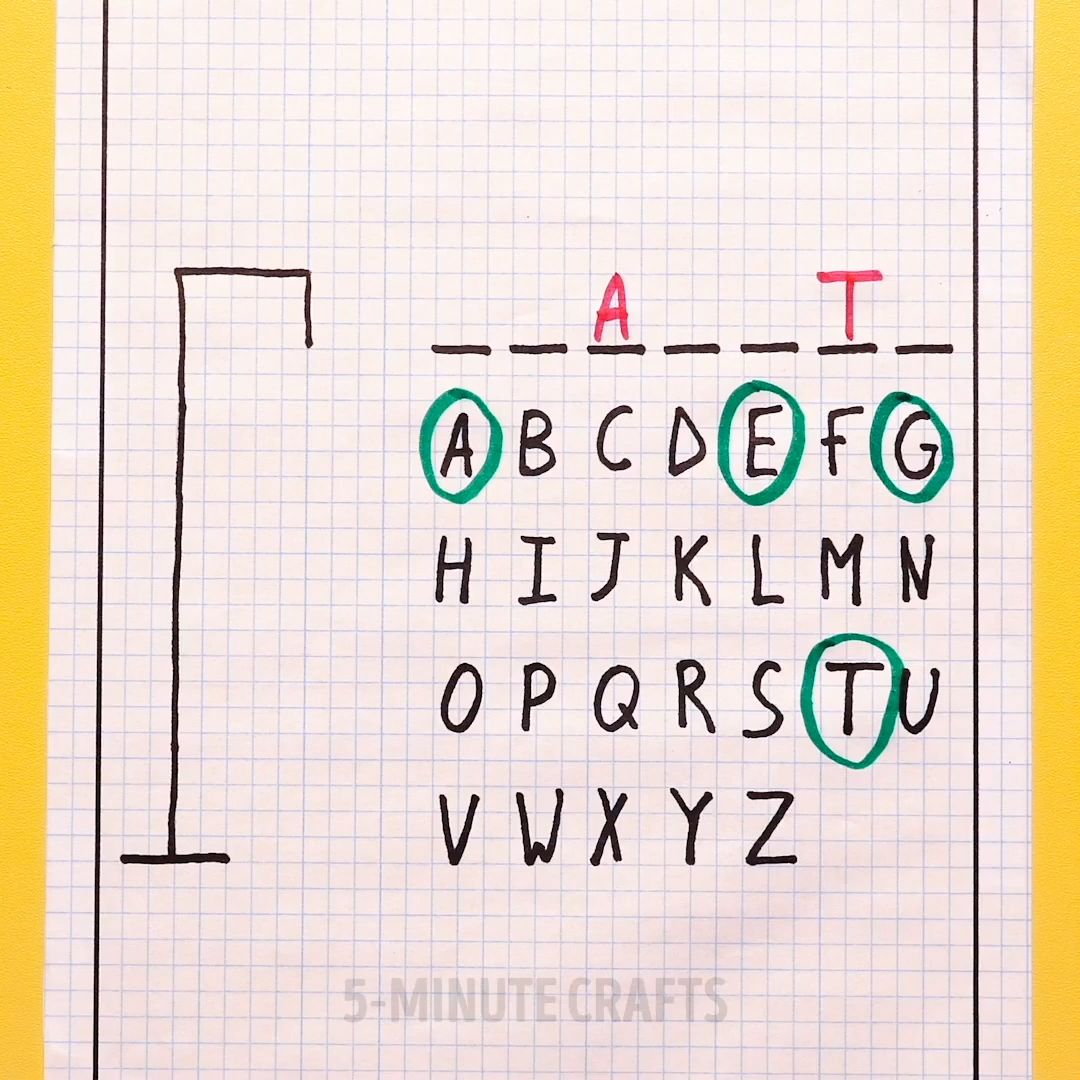 A T
A B C D E F G
H I J K L M N
O P Q R S T U
V W X Y Z
5-MINUTE CRAFTS